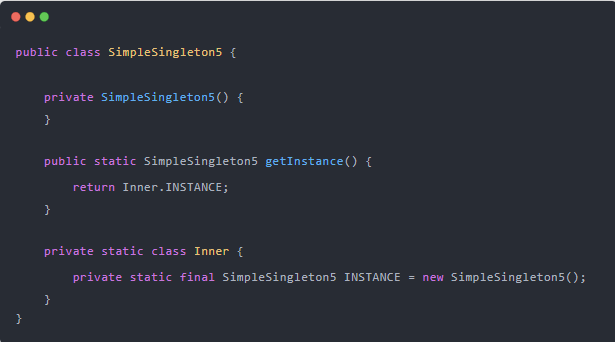 public class SimpleSingleton5 {
private SimpleSingleton5() {
}
public static SimpleSingleton5 getInstance() {
return Inner.INSTANCE;
}
private static class Inner {
private static final SimpleSingleton5 INSTANCE = new SimpleSingleton5();
}
}